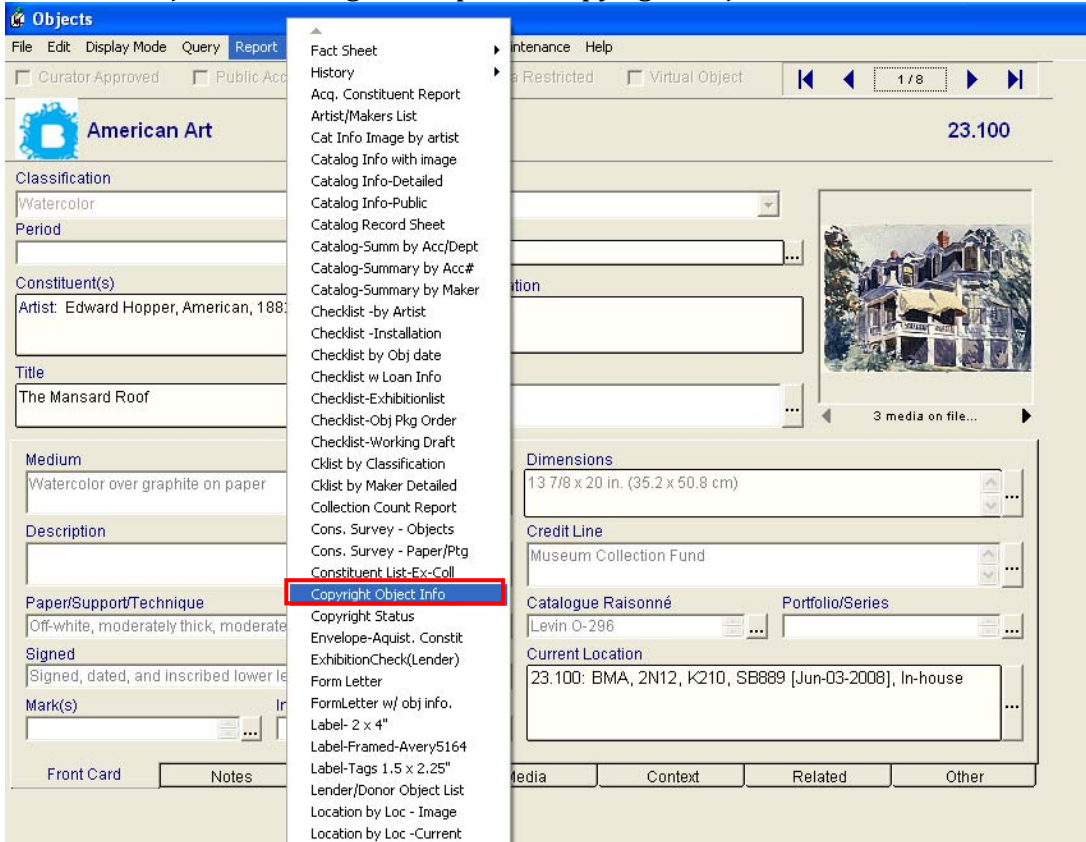 Objects
File Edit Display Mode Query Report intenance Help
Curator Approved Public Acc a Restricted Virtual Object 1/8
American Art 23.100
Classification
Watercolor
Period
Constituent(s) ation
Artist: Edward Hopper, American, 188
Title
The Mansard Roof
3 media on file...
Medium Dimensions
Watercolor over graphite on paper 13 7/8 x 20 in. (35.2 x 50.8 cm)
Description Credit Line
Museum Collection Fund
Paper/Support/Technique Catalogue Raisonné Portfolio/Series
Off-white, moderately thick, moderate Levin O-296
Signed Current Location
Signed, dated, and inscribed lower le 23.100: BMA, 2N12, K210, SB889 [Jun-03-2008], In-house
Mark(s) In
Front Card Notes Media Context Related Other
Fact Sheet
History
Acq. Constituent Report
Artist/Makers List
Cat Info Image by artist
Catalog Info with image
Catalog Info-Detailed
Catalog Info-Public
Catalog Record Sheet
Catalog-Summ by Acc/Dept
Catalog-Summary by Acc#
Catalog-Summary by Maker
Checklist -by Artist
Checklist -Installation
Checklist by Obj date
Checklist w Loan Info
Checklist-Exhibitionlist
Checklist-Obj Pkg Order
Checklist-Working Draft
Cklist by Classification
Cklist by Maker Detailed
Collection Count Report
Cons. Survey - Objects
Cons. Survey - Paper/Ptg
Constituent List-Ex-Coll
Copyright Object Info
Copyright Status
Envelope-Aquist. Constit
ExhibitionCheck(Lender)
Form Letter
FormLetter w/ obj info.
Label- 2 x 4"
Label-Framed-Avery5164
Label-Tags 1.5 x 2.25"
Lender/Donor Object List
Location by Loc - Image
Location by Loc -Current